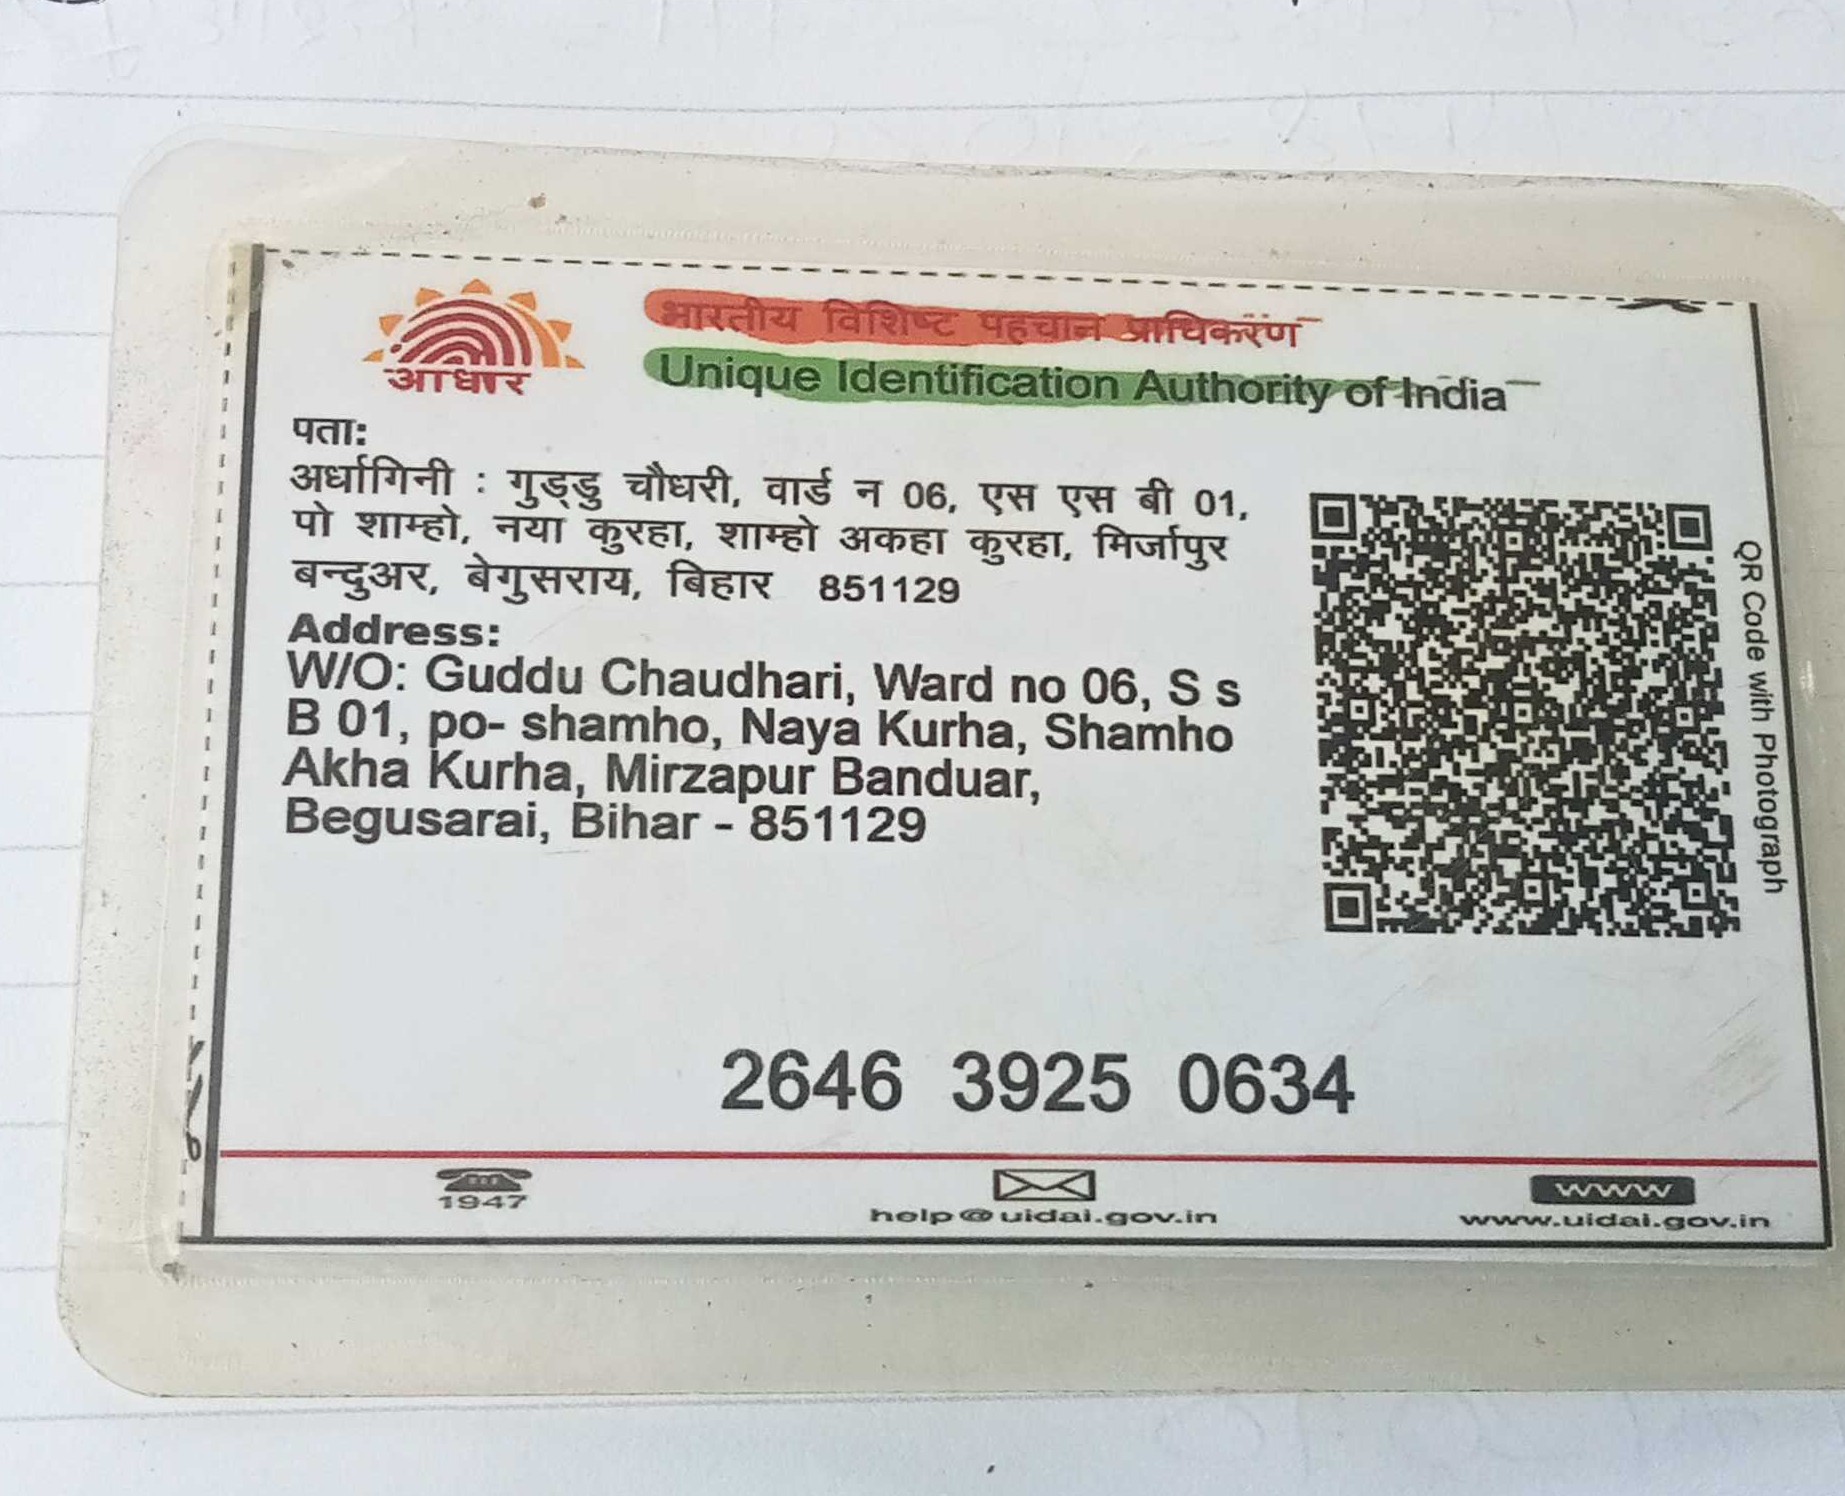 आधार
भारतीय विशिष्ट पहचान प्राधिकरण
Unique Identification Authority of India
पता:
अर्धांगिनी : गुड्डु चौधरी, वार्ड न 06, एस एस बी 01,
पो शाम्हो, नया कुरहा, शाम्हो अकहा कुरहा, मिर्जापुर
बन्दुअर, बेगुसराय, बिहार 851129
Address:
W/O: Guddu Chaudhari, Ward no 06, S s
B 01, po- shamho, Naya Kurha, Shamho
Akha Kurha, Mirzapur Banduar,
Begusarai, Bihar - 851129
QR Code with Photograph
2646 3925 0634
1947
help@uidai.gov.in
www
www.uidai.gov.in